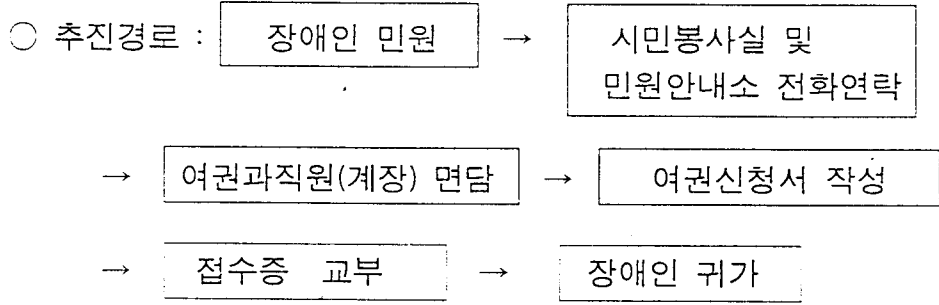 ○ 추진경로 : 장애인 민원 → 시민봉사실 및
민원안내소 전화연락
→ 여권과직원(계장) 면담 → 여권신청서 작성
→ 접수증 교부 → 장애인 귀가